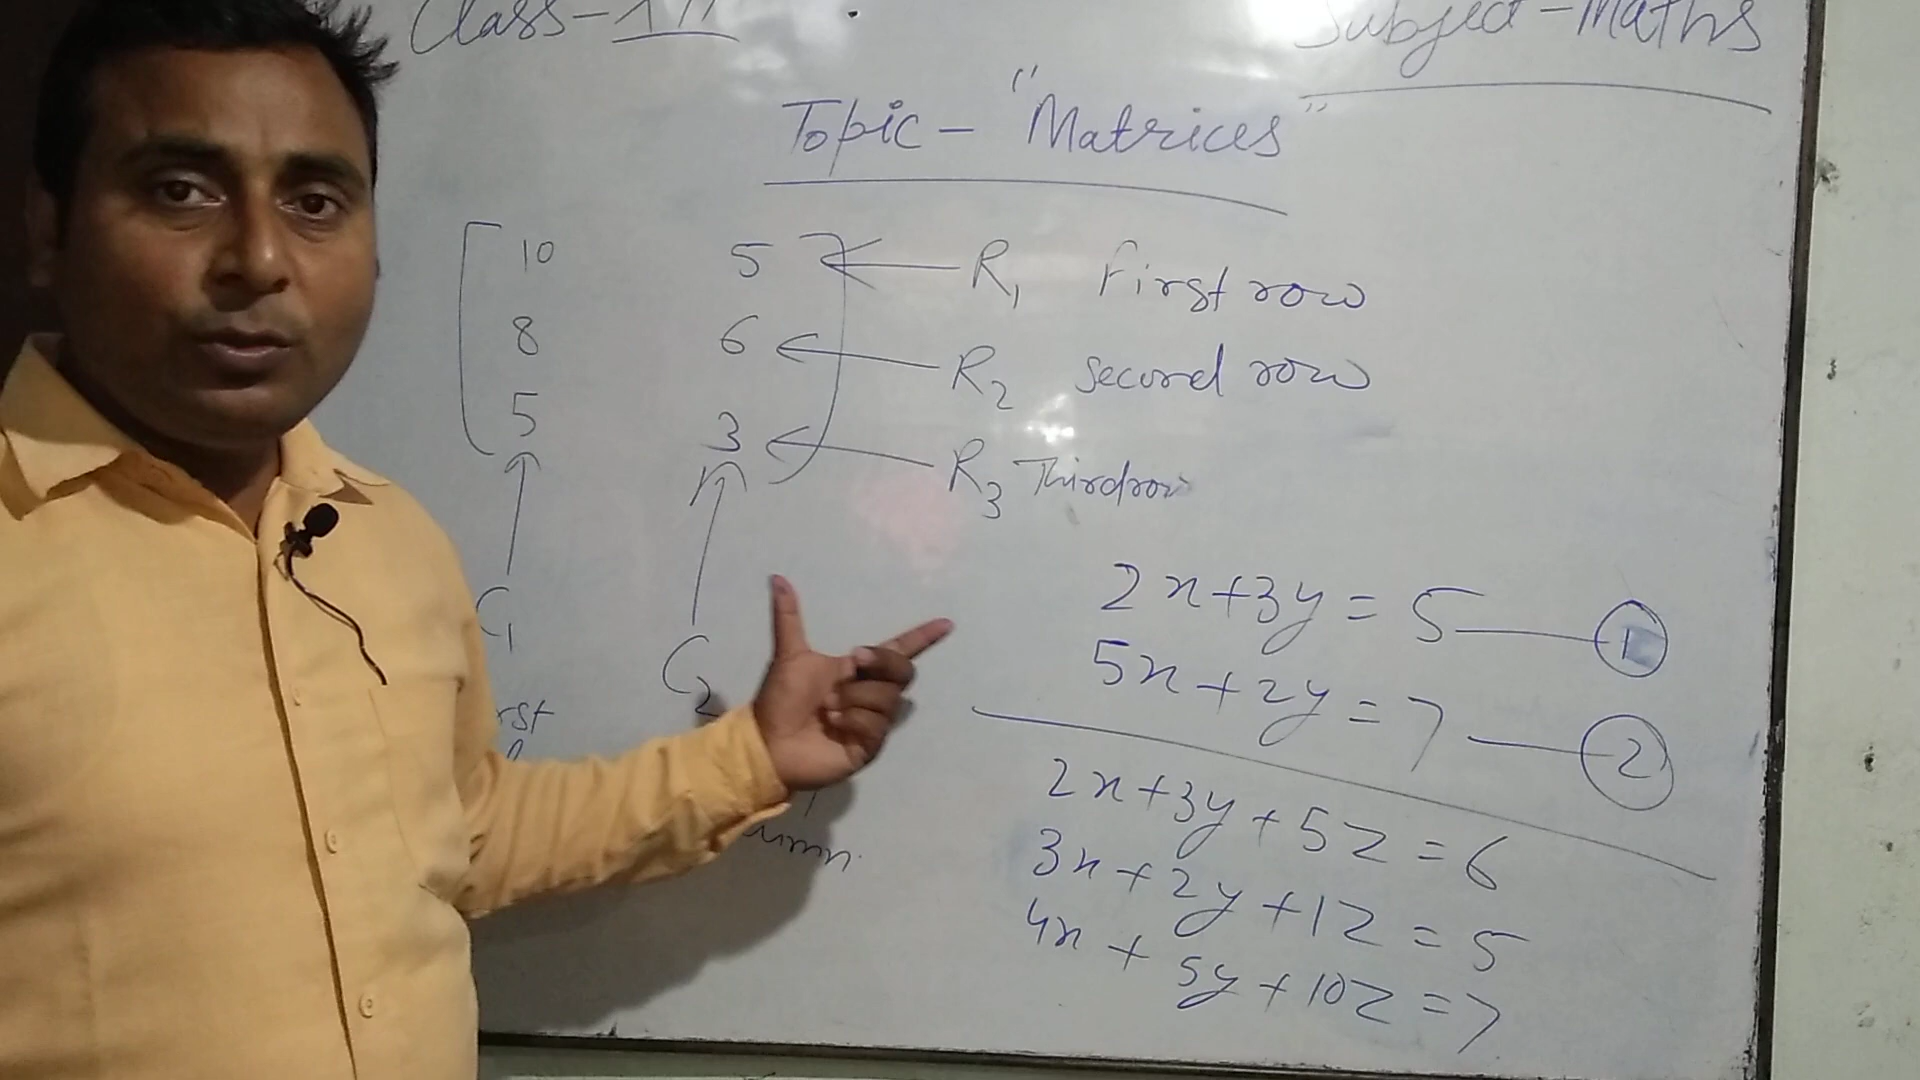 Class-XII
Subject-Maths
Topic- "Matrices"
10 5 R1 First row
8 6 R2 Second row
5 3 R3 Third row
C1 C2
2x+3y=5 1
5x+2y=7 2
2x+3y+5z=6
3x+2y+1z=5
4x+5y+10z=7